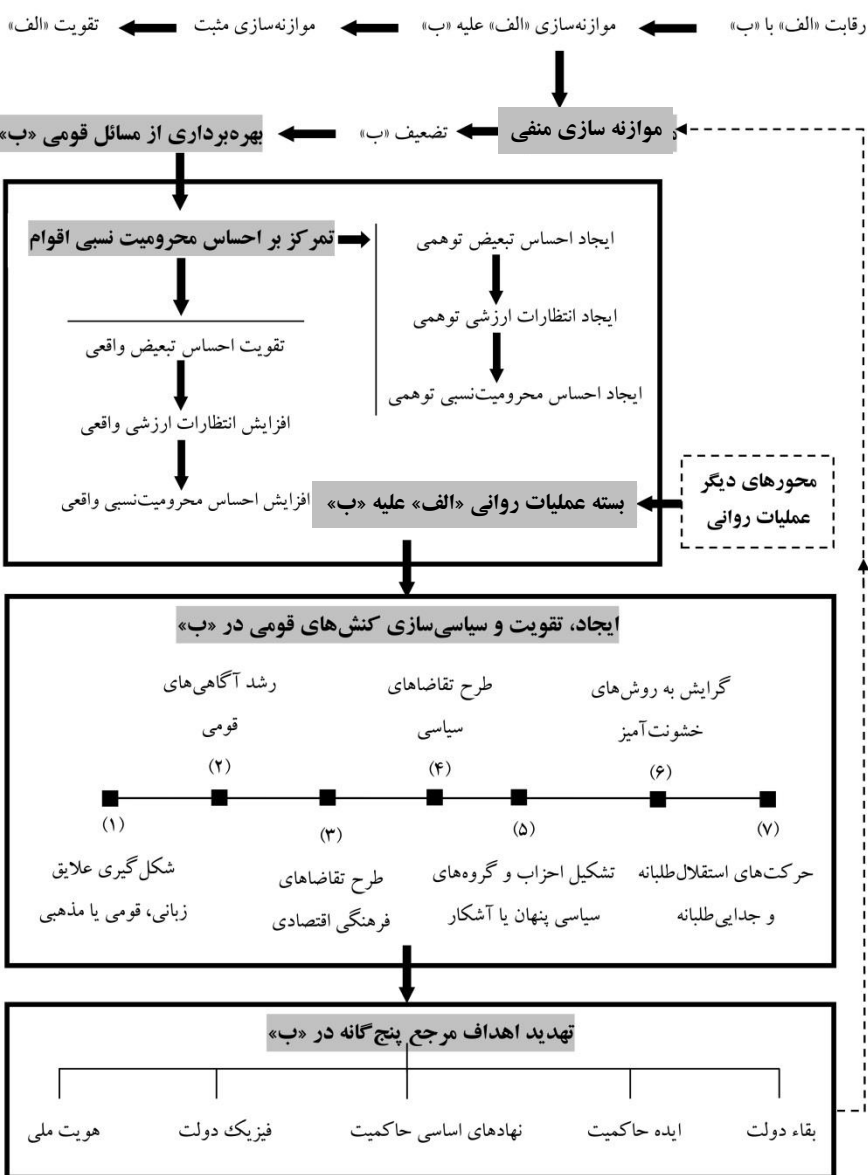 رقابت «الف» با «ب»
موازنه‌سازی «الف» علیه «ب»
موازنه‌سازی مثبت
تقویت «الف»
موازنه سازی منفی
تضعیف «ب»
بهره‌برداری از مسائل قومی «ب»
تمرکز بر احساس محرومیت نسبی اقوام
ایجاد احساس تبعیض توهمی
ایجاد انتظارات ارزشی توهمی
ایجاد احساس محرومیت‌نسبی توهمی
تقویت احساس تبعیض واقعی
افزایش انتظارات ارزشی واقعی
افزایش احساس محرومیت‌نسبی واقعی
بسته عملیات روانی «الف» علیه «ب»
محورهای دیگر
عملیات روانی
ایجاد، تقویت و سیاسی‌سازی کنش‌های قومی در «ب»
گرایش به روش‌های
خشونت‌آمیز
(۶)
طرح تقاضاهای
سیاسی
(۴)
رشد آگاهی‌های
قومی
(۲)
(۷)
حرکت‌های استقلال‌طلبانه
و جدایی‌طلبانه
(۵)
تشکیل احزاب و گروه‌های
سیاسی پنهان یا آشکار
(۳)
طرح تقاضاهای
فرهنگی اقتصادی
(۱)
شکل‌گیری علایق
زبانی، قومی یا مذهبی
تهدید اهداف مرجع پنج‌گانه در «ب»
بقاء دولت
ایده حاکمیت
نهادهای اساسی حاکمیت
فیزیک دولت
هویت ملی